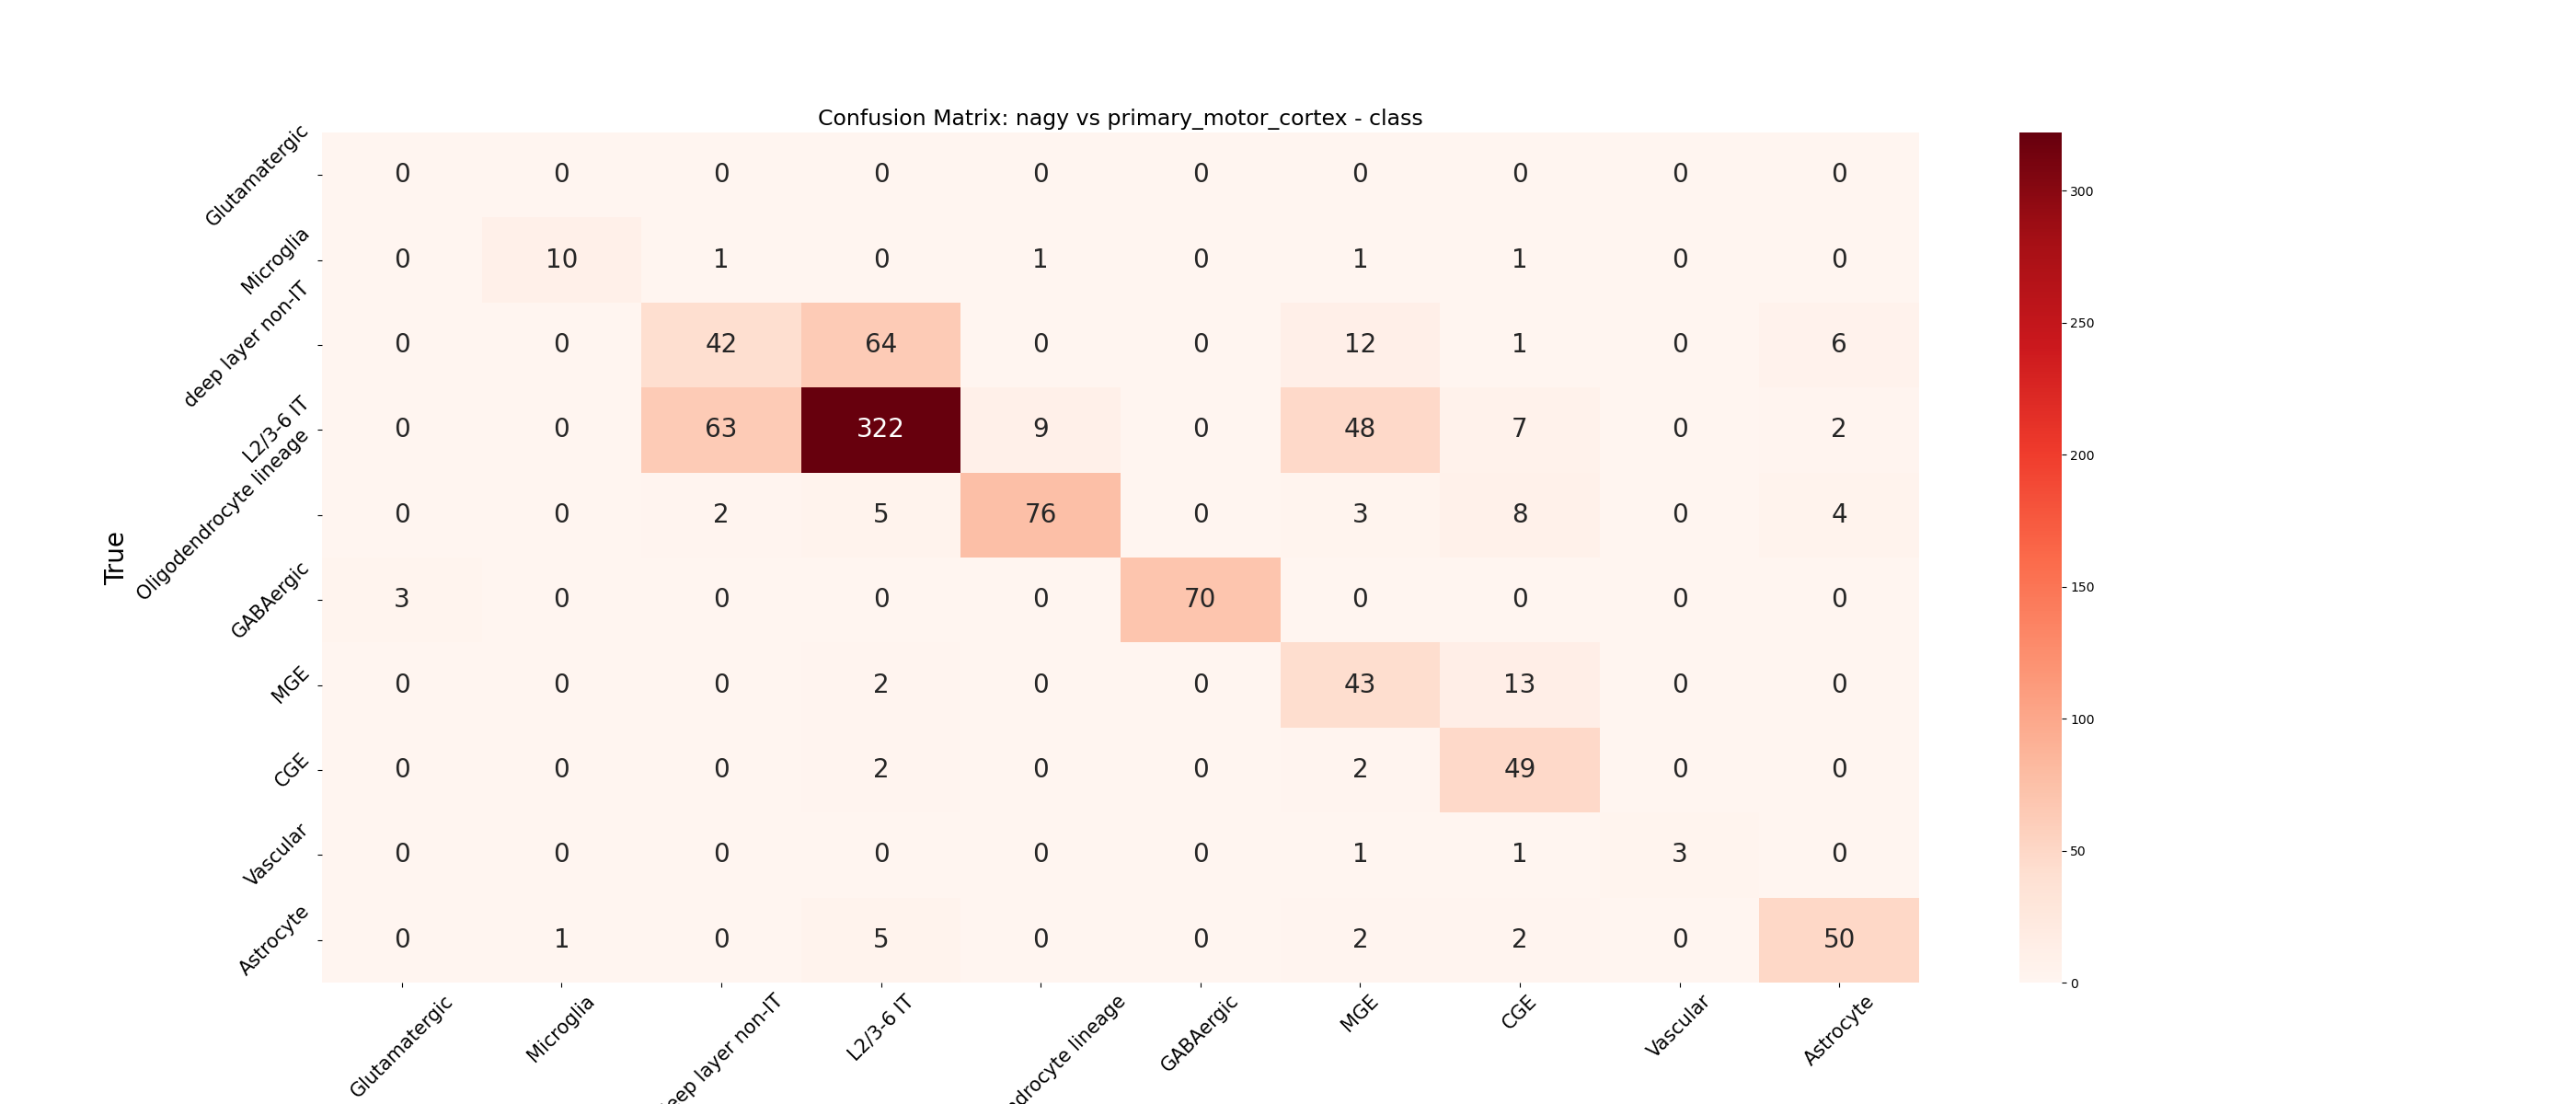 Confusion Matrix: nagy vs primary_motor_cortex - class
Glutamatergic 0 0 0 0 0 0 0 0 0 0
Microglia 0 10 1 0 1 0 1 1 0 0
deep layer non-IT 0 0 42 64 0 0 12 1 0 6
L2/3-6 IT 0 0 63 322 9 0 48 7 0 2
Oligodendrocyte lineage 0 0 2 5 76 0 3 8 0 4
GABAergic 3 0 0 0 0 70 0 0 0 0
MGE 0 0 0 2 0 0 43 13 0 0
CGE 0 0 0 2 0 0 2 49 0 0
Vascular 0 0 0 0 0 0 1 1 3 0
Astrocyte 0 1 0 5 0 0 2 2 0 50
True
Glutamatergic Microglia eep layer non-IT L2/3-6 IT ndrocyte lineage GABAergic MGE CGE Vascular Astrocyte
300
250
200
150
100
50
0